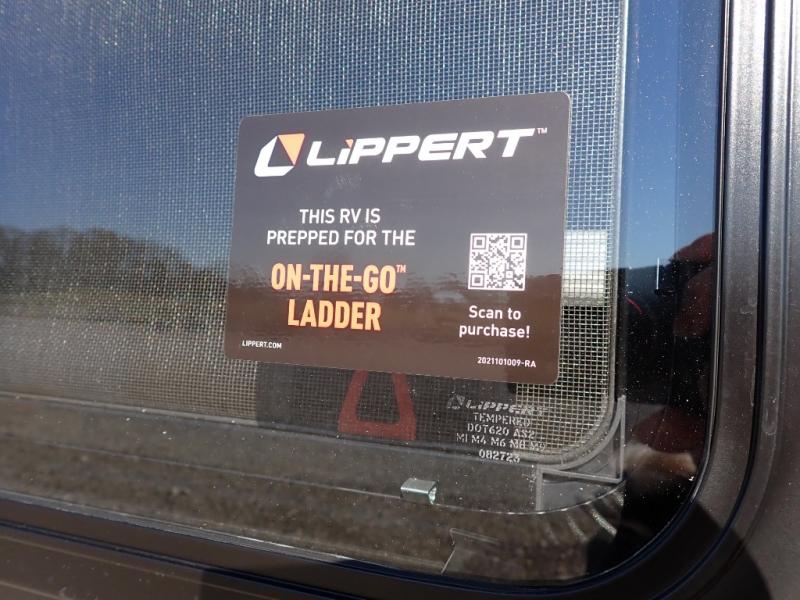 LiPPERT™
THIS RV IS
PREPPED FOR THE
ON-THE-GO™
LADDER
Scan to
purchase!
LIPPERT.COM
2021101009-RA
LiPPERT
TEMPERED
DOT620 AS2
M1 M4 M6 M8 M9
082723